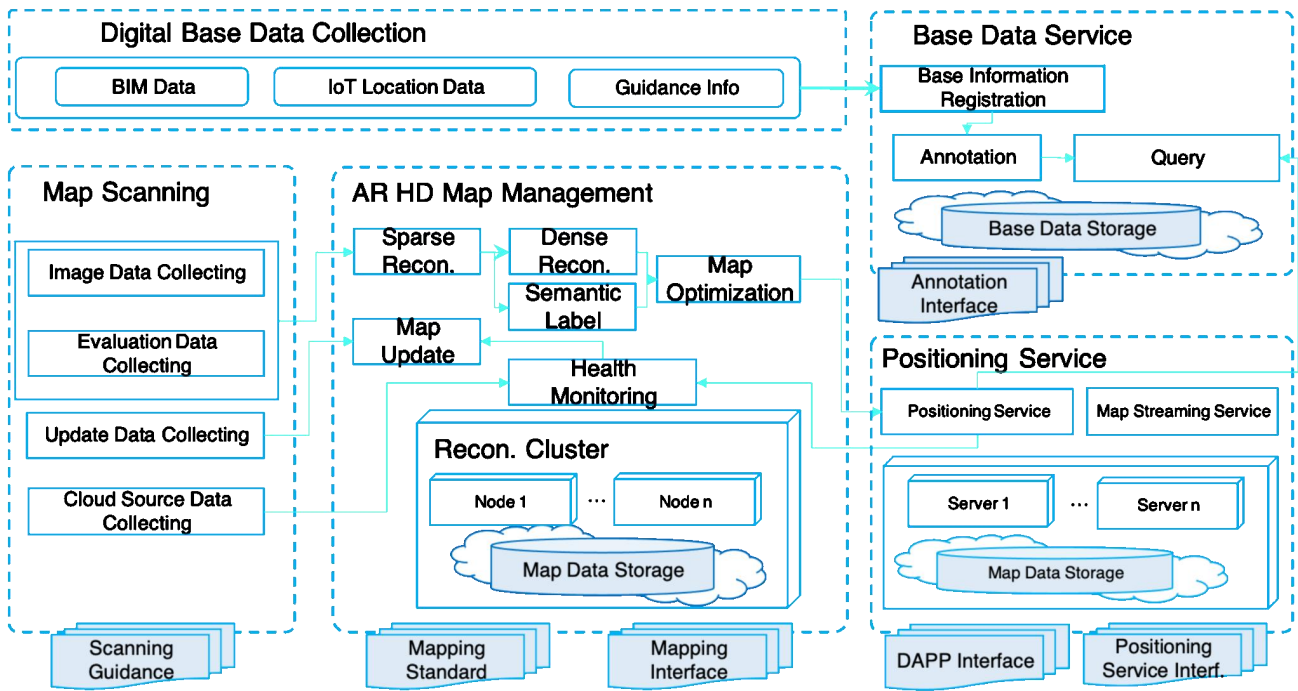 Digital Base Data Collection
BIM Data
IoT Location Data
Guidance Info
Base Data Service
Base Information
Registration
Annotation
Query
Base Data Storage
Annotation
Interface
Map Scanning
Image Data Collecting
Evaluation Data
Collecting
Update Data Collecting
Cloud Source Data
Collecting
Scanning
Guidance
AR HD Map Management
Sparse
Recon.
Dense
Recon.
Semantic
Label
Map
Optimization
Map
Update
Health
Monitoring
Recon. Cluster
Node 1
...
Node n
Map Data Storage
Mapping
Standard
Mapping
Interface
Positioning Service
Positioning Service
Map Streaming Service
Server 1
...
Server n
Map Data Storage
DAPP Interface
Positioning
Service Interf.